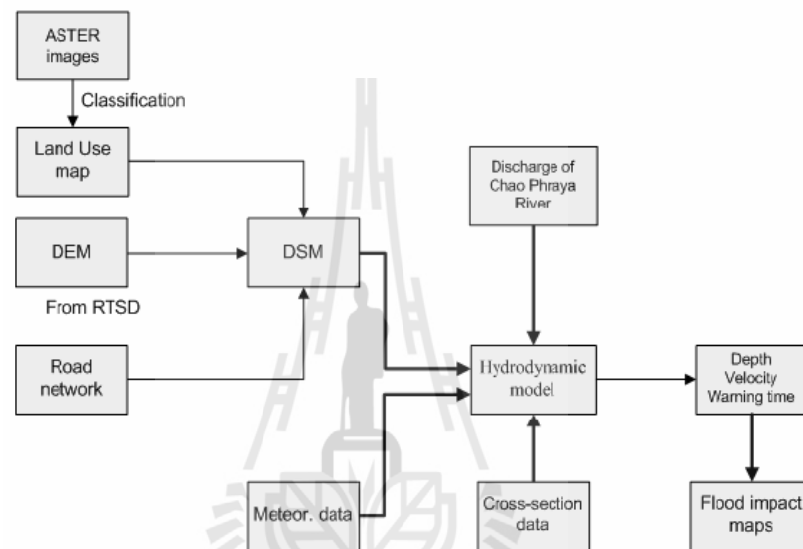 ASTER
images
Classification
Land Use
map
Discharge of
Chao Phraya
River
DEM
DSM
From RTSD
Road
network
Hydrodynamic
model
Depth
Velocity
Warning time
Meteor. data
Cross-section
data
Flood impact
maps